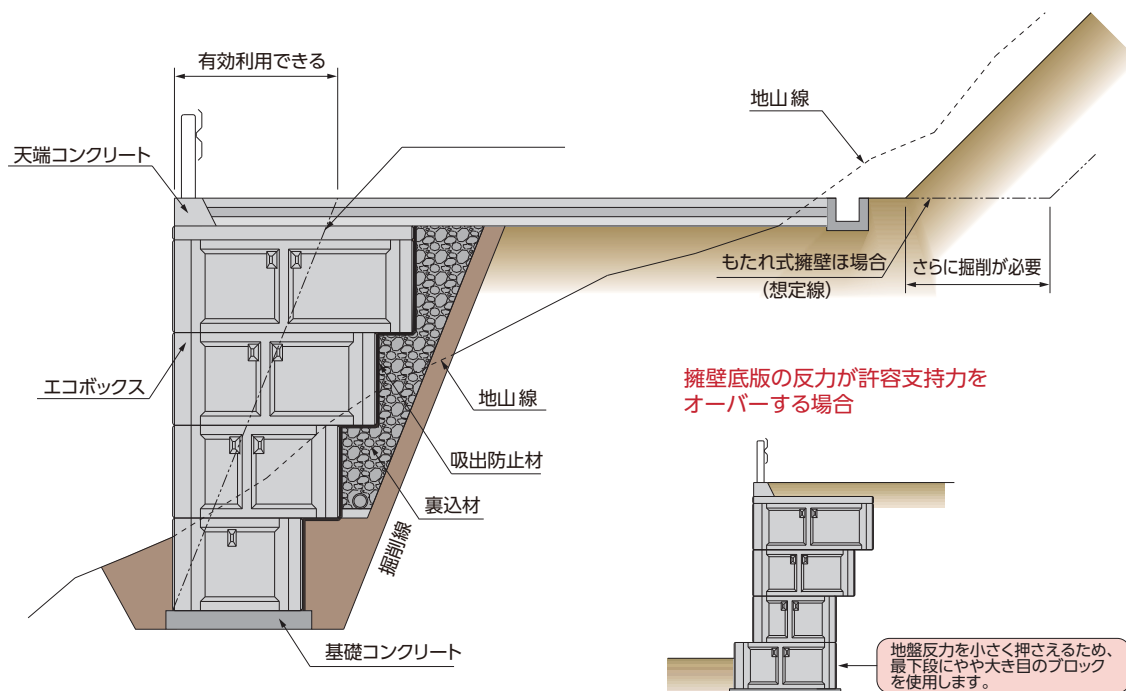 有効利用できる
地山線
天端コンクリート
もたれ式擁壁ほ場合
(想定線)
さらに掘削が必要
エコボックス
地山線
擁壁底版の反力が許容支持力を
オーバーする場合
吸出防止材
裏込材
掘削線
基礎コンクリート
地盤反力を小さく押さえるため、
最下段にやや大き目のブロック
を使用します。